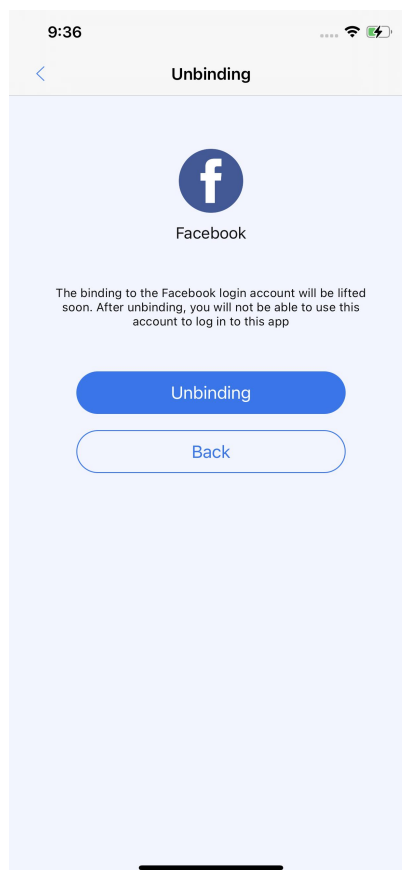 9:36
Unbinding
Facebook
The binding to the Facebook login account will be lifted
soon. After unbinding, you will not be able to use this
account to log in to this app
Unbinding
Back